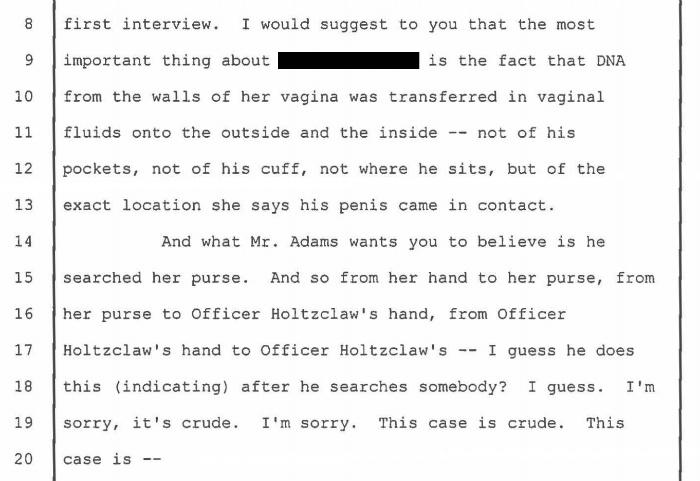 8 first interview. I would suggest to you that the most
9 important thing about is the fact that DNA
10 from the walls of her vagina was transferred in vaginal
11 fluids onto the outside and the inside -- not of his
12 pockets, not of his cuff, not where he sits, but of the
13 exact location she says his penis came in contact.
14 And what Mr. Adams wants you to believe is he
15 searched her purse. And so from her hand to her purse, from
16 her purse to Officer Holtzclaw's hand, from Officer
17 Holtzclaw's hand to Officer Holtzclaw's -- I guess he does
18 this (indicating) after he searches somebody? I guess. I'm
19 sorry, it's crude. I'm sorry. This case is crude. This
20 case is --